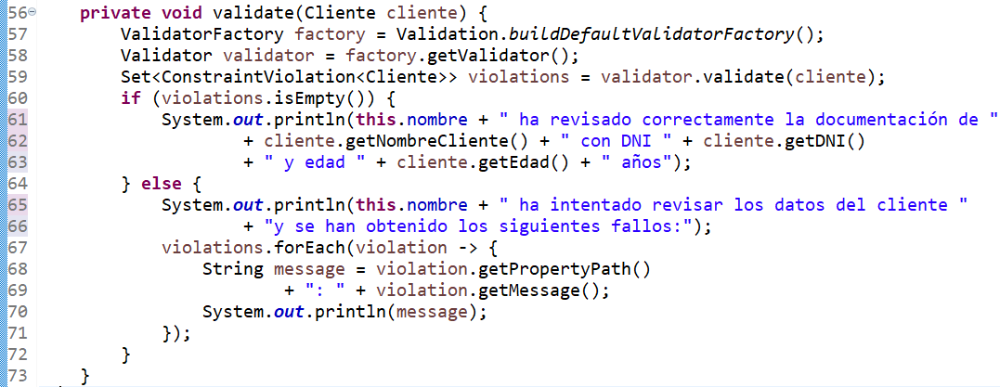 56 private void validate(Cliente cliente) {
57 ValidatorFactory factory = Validation.buildDefaultValidatorFactory();
58 Validator validator = factory.getValidator();
59 Set<ConstraintViolation<Cliente>> violations = validator.validate(cliente);
60 if (violations.isEmpty()) {
61 System.out.println(this.nombre + " ha revisado correctamente la documentación de "
62 + cliente.getNombreCliente() + " con DNI " + cliente.getDNI()
63 + " y edad " + cliente.getEdad() + " años");
64 } else {
65 System.out.println(this.nombre + " ha intentado revisar los datos del cliente "
66 + "y se han obtenido los siguientes fallos:");
67 violations.forEach(violation -> {
68 String message = violation.getPropertyPath()
69 + ": " + violation.getMessage();
70 System.out.println(message);
71 });
72 }
73 }